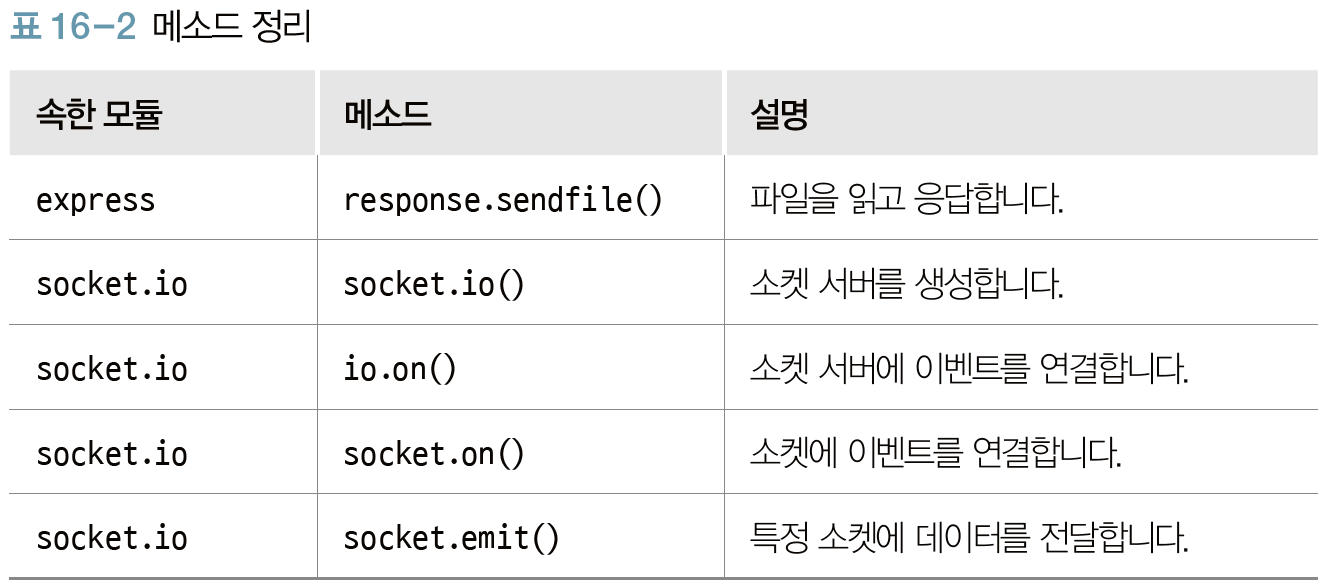 표 16-2 메소드 정리
속한 모듈 메소드 설명
express response.sendfile() 파일을 읽고 응답합니다.
socket.io socket.io() 소켓 서버를 생성합니다.
socket.io io.on() 소켓 서버에 이벤트를 연결합니다.
socket.io socket.on() 소켓에 이벤트를 연결합니다.
socket.io socket.emit() 특정 소켓에 데이터를 전달합니다.